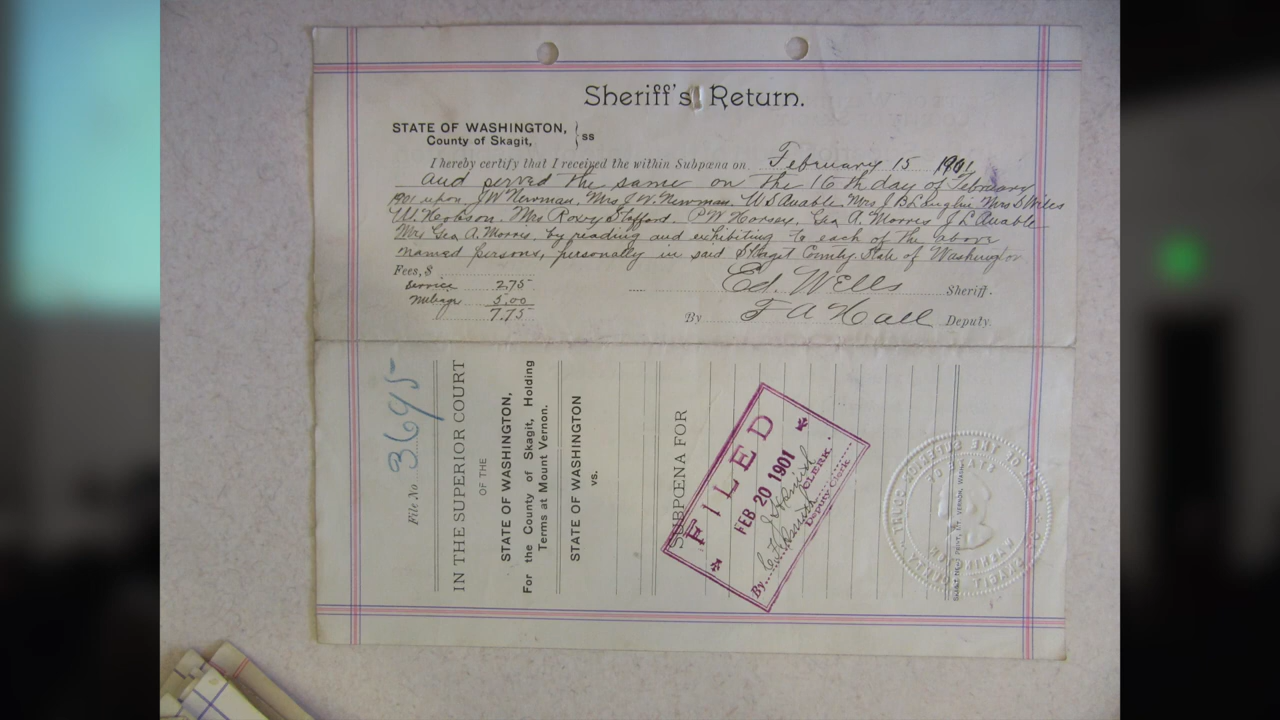 Sheriff's Return.
STATE OF WASHINGTON,
County of Skagit,
} ss
I hereby certify that I received the within Subpœna on February 15 1901
and served the same on the 16th day of February
1901 upon. JW Newman. Mrs J.W. Newman. W S Mrs J B Mrs D Wiles
W. Hobson. Mrs Roxy Stafford. C W Geo A. Morris J L
Mrs Geo A. Morris, by reading and exhibiting to each of the above
named persons, personally in said Skagit County. State of Washington
Fees, $
Service 2.75
Mileage 5.00
7.75
Ed. Wells Sheriff.
By F A Hall Deputy.
File No 3695
IN THE SUPERIOR COURT
OF THE
STATE OF WASHINGTON,
For the County of Skagit, Holding
Terms at Mount Vernon.
STATE OF WASHINGTON
vs.
SUBPŒNA FOR
FILED
FEB 20 1901
CLERK.
By
Deputy Clerk